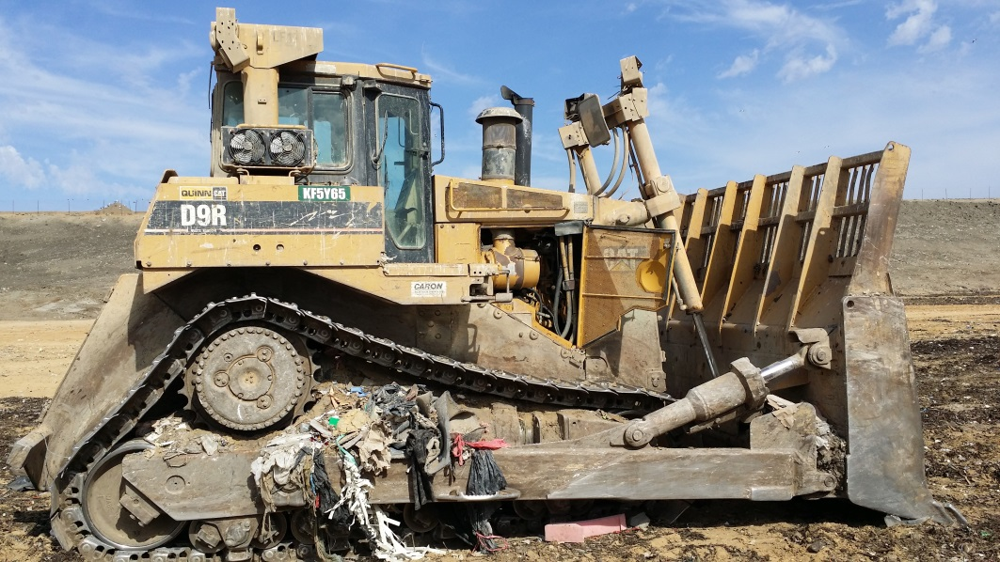 QUINN CAT
KF5Y65
D9R
CAT
CARON